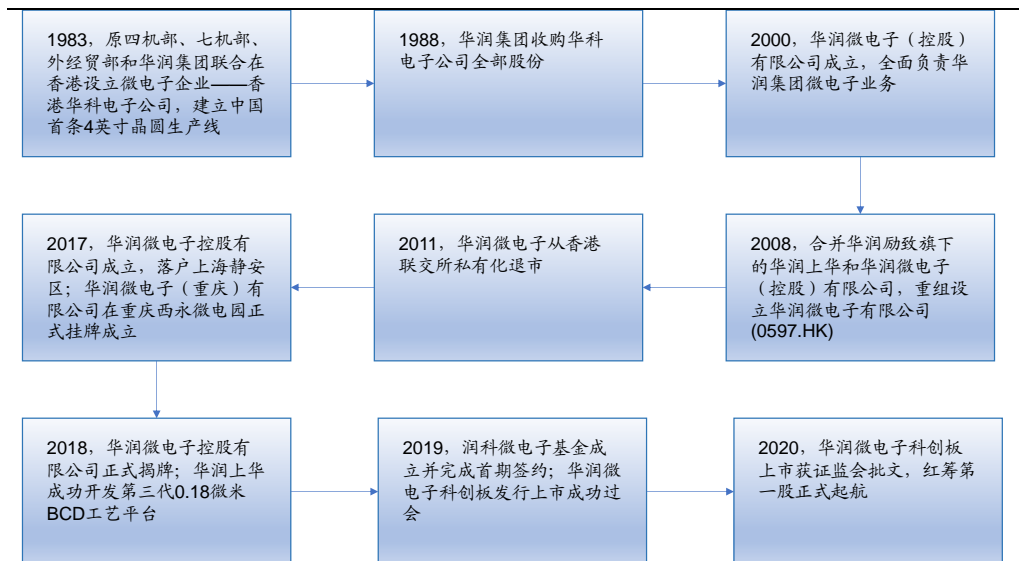 1983，原四机部、七机部、
外经贸部和华润集团联合在
香港设立微电子企业——香
港华科电子公司，建立中国
首条4英寸晶圆生产线
1988，华润集团收购华科
电子公司全部股份
2000，华润微电子（控股）
有限公司成立，全面负责华
润集团微电子业务
2008，合并华润励致旗下
的华润上华和华润微电子
（控股）有限公司，重组设
立华润微电子有限公司
(0597.HK)
2011，华润微电子从香港
联交所私有化退市
2017，华润微电子控股有
限公司成立，落户上海静安
区；华润微电子（重庆）有
限公司在重庆西永微电园正
式挂牌成立
2018，华润微电子控股有
限公司正式揭牌；华润上华
成功开发第三代0.18微米
BCD工艺平台
2019，润科微电子基金成
立并完成首期签约；华润微
电子科创板发行上市成功过
会
2020，华润微电子科创板
上市获证监会批文，红筹第
一股正式起航